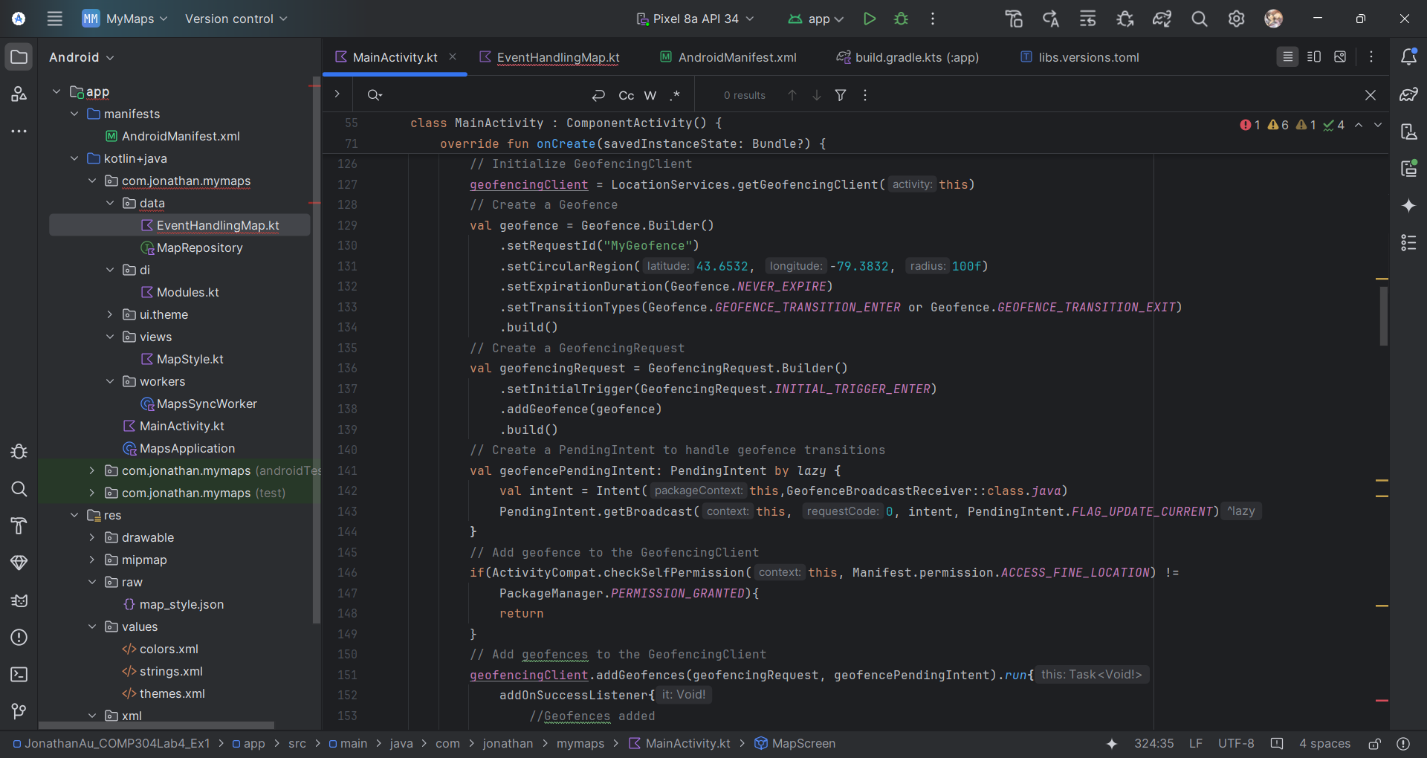 MM MyMaps Version control Pixel 8a API 34 app
Android
app
manifests
AndroidManifest.xml
kotlin+java
com.jonathan.mymaps
data
EventHandlingMap.kt
MapRepository
di
Modules.kt
ui.theme
views
MapStyle.kt
workers
MapsSyncWorker
MainActivity.kt
MapsApplication
com.jonathan.mymaps (androidTes
com.jonathan.mymaps (test)
res
drawable
mipmap
raw
map_style.json
values
colors.xml
strings.xml
themes.xml
xml
MainActivity.kt EventHandlingMap.kt AndroidManifest.xml build.gradle.kts (:app) libs.versions.toml
Cc W .* 0 results
1 6 1 4
55 class MainActivity : ComponentActivity() {
71 override fun onCreate(savedInstanceState: Bundle?) {
126 // Initialize GeofencingClient
127 geofencingClient = LocationServices.getGeofencingClient( activity: this)
128 // Create a Geofence
129 val geofence = Geofence.Builder()
130 .setRequestId("MyGeofence")
131 .setCircularRegion( latitude: 43.6532, longitude: -79.3832, radius: 100f)
132 .setExpirationDuration(Geofence.NEVER_EXPIRE)
133 .setTransitionTypes(Geofence.GEOFENCE_TRANSITION_ENTER or Geofence.GEOFENCE_TRANSITION_EXIT)
134 .build()
135 // Create a GeofencingRequest
136 val geofencingRequest = GeofencingRequest.Builder()
137 .setInitialTrigger(GeofencingRequest.INITIAL_TRIGGER_ENTER)
138 .addGeofence(geofence)
139 .build()
140 // Create a PendingIntent to handle geofence transitions
141 val geofencePendingIntent: PendingIntent by lazy {
142 val intent = Intent( packageContext: this,GeofenceBroadcastReceiver::class.java)
143 PendingIntent.getBroadcast( context: this, requestCode: 0, intent, PendingIntent.FLAG_UPDATE_CURRENT) ^lazy
144 }
145 // Add geofence to the GeofencingClient
146 if(ActivityCompat.checkSelfPermission( context: this, Manifest.permission.ACCESS_FINE_LOCATION) !=
147 PackageManager.PERMISSION_GRANTED){
148 return
149 }
150 // Add geofences to the GeofencingClient
151 geofencingClient.addGeofences(geofencingRequest, geofencePendingIntent).run{ this: Task<Void!>
152 addOnSuccessListener{ it: Void!
153 //Geofences added
JonathanAu_COMP304Lab4_Ex1 > app > src > main > java > com > jonathan > mymaps > MainActivity.kt > MapScreen 324:35 LF UTF-8 4 spaces